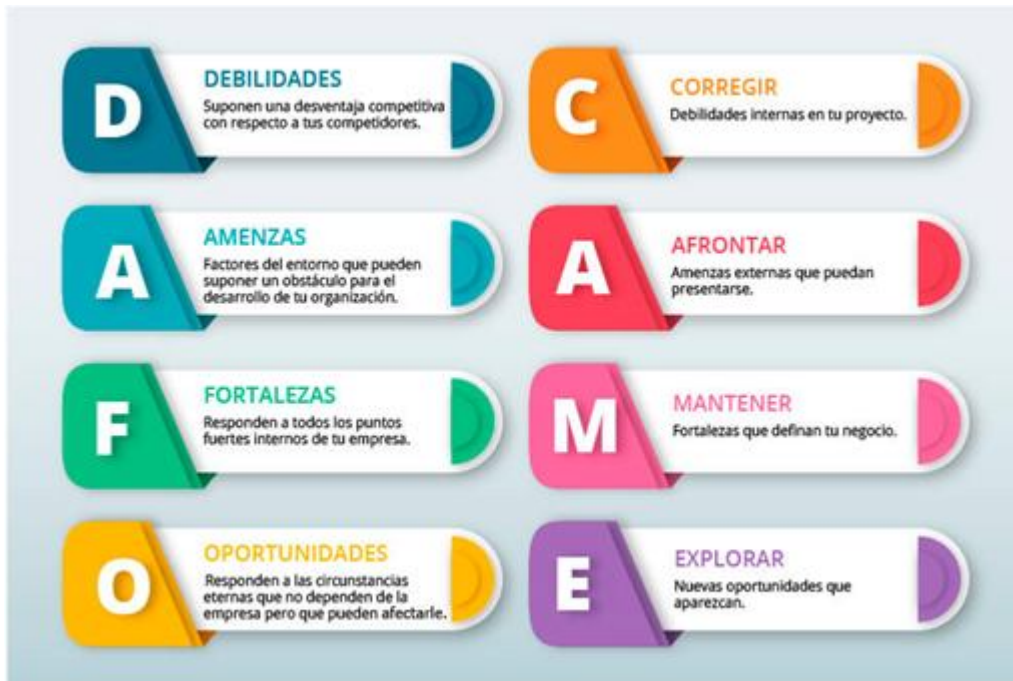 D
DEBILIDADES
Suponen una desventaja competitiva
con respecto a tus competidores.
A
AMENZAS
Factores del entorno que pueden
suponer un obstáculo para el
desarrollo de tu organización.
F
FORTALEZAS
Responden a todos los puntos
fuertes internos de tu empresa.
O
OPORTUNIDADES
Responden a las circunstancias
eternas que no dependen de la
empresa pero que pueden afectarle.
C
CORREGIR
Debilidades internas en tu proyecto.
A
AFRONTAR
Amenzas externas que puedan
presentarse.
M
MANTENER
Fortalezas que definan tu negocio.
E
EXPLORAR
Nuevas oportunidades que
aparezcan.